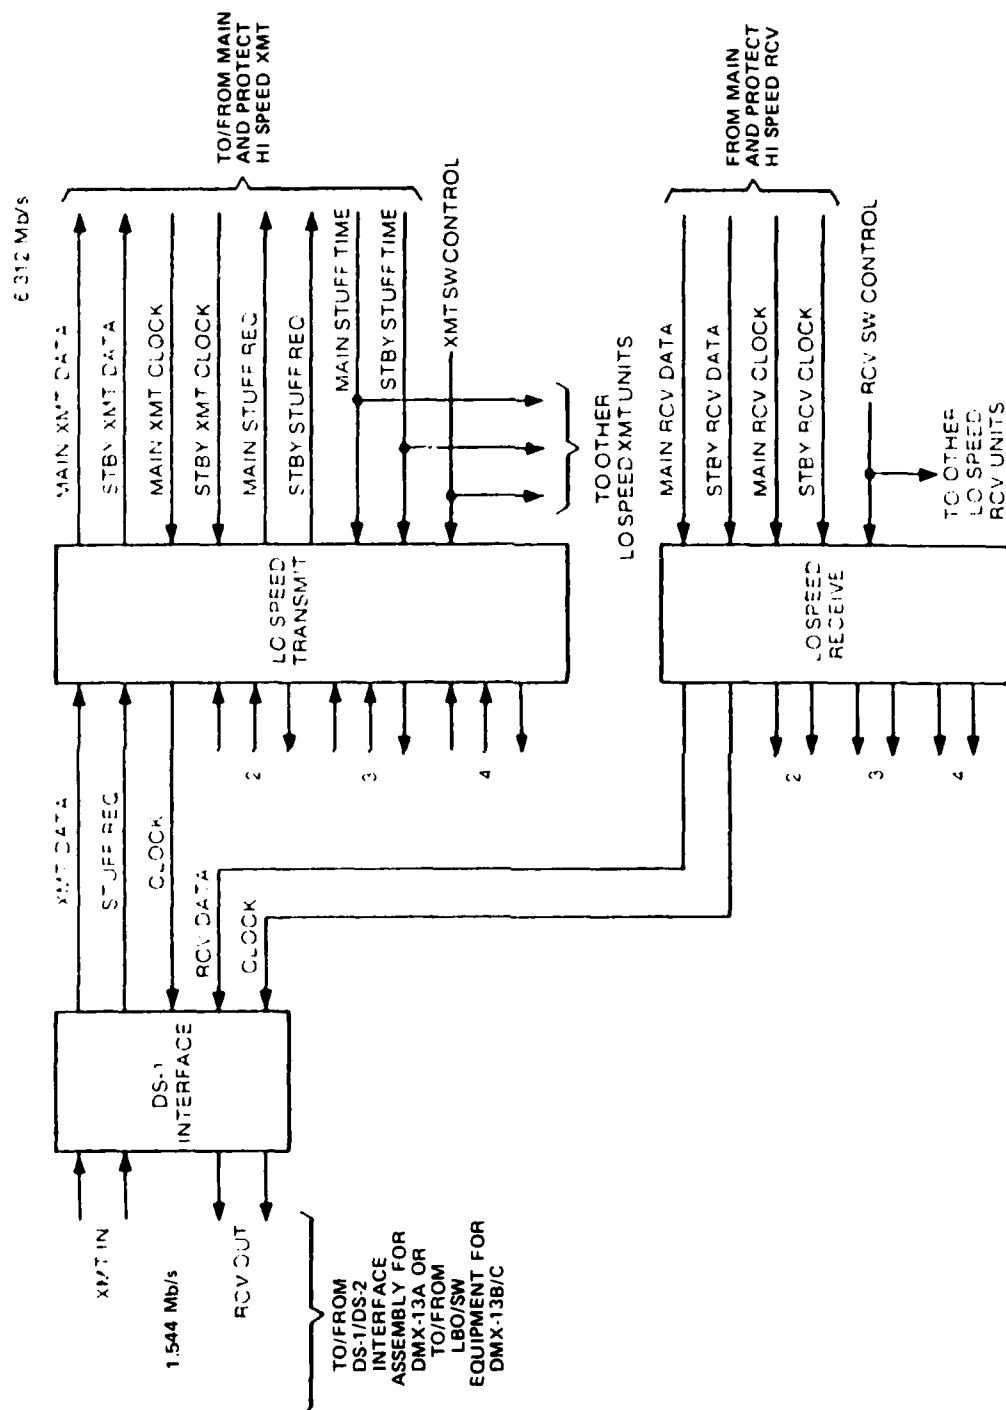 6.312 Mb/s
MAIN XMT DATA
STBY XMT DATA
MAIN XMT CLOCK
STBY XMT CLOCK
MAIN STUFF REQ
STBY STUFF REQ
MAIN STUFF TIME
STBY STUFF TIME
XMT SW CONTROL
TO/FROM MAIN
AND PROTECT
HI SPEED XMT
TO OTHER
LO SPEED XMT UNITS
MAIN RCV DATA
STBY RCV DATA
MAIN RCV CLOCK
STBY RCV CLOCK
RCV SW CONTROL
FROM MAIN
AND PROTECT
HI SPEED RCV
TO OTHER
LO SPEED
RCV UNITS
LO SPEED
TRANSMIT
LO SPEED
RECEIVE
2
3
4
2
3
4
XMT DATA
STUFF REQ
CLOCK
RCV DATA
CLOCK
DS-1
INTERFACE
XMT IN
1.544 Mb/s
RCV OUT
TO/FROM
DS-1/DS-2
INTERFACE
ASSEMBLY FOR
DMX-13A OR
TO/FROM
LBO/SW
EQUIPMENT FOR
DMX-13B/C